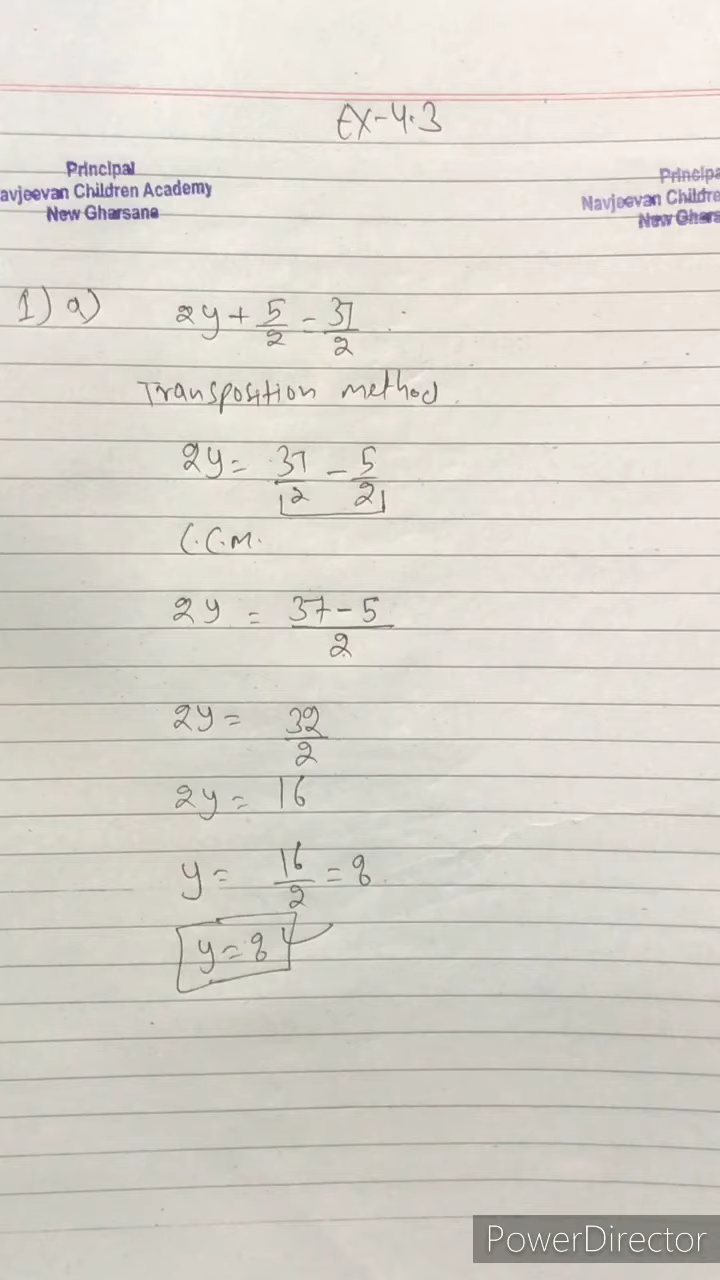 EX-4.3
Principal
avjeevan Children Academy
New Gharsana
Principa
Navjeevan Childre
New Ghars
1) a) 2y + 5/2 = 37/2
Transposition method
2y = 37/2 - 5/2
L.C.M.
2y = 37-5/2
2y = 32/2
2y = 16
y = 16/2 = 8
y = 8
PowerDirector